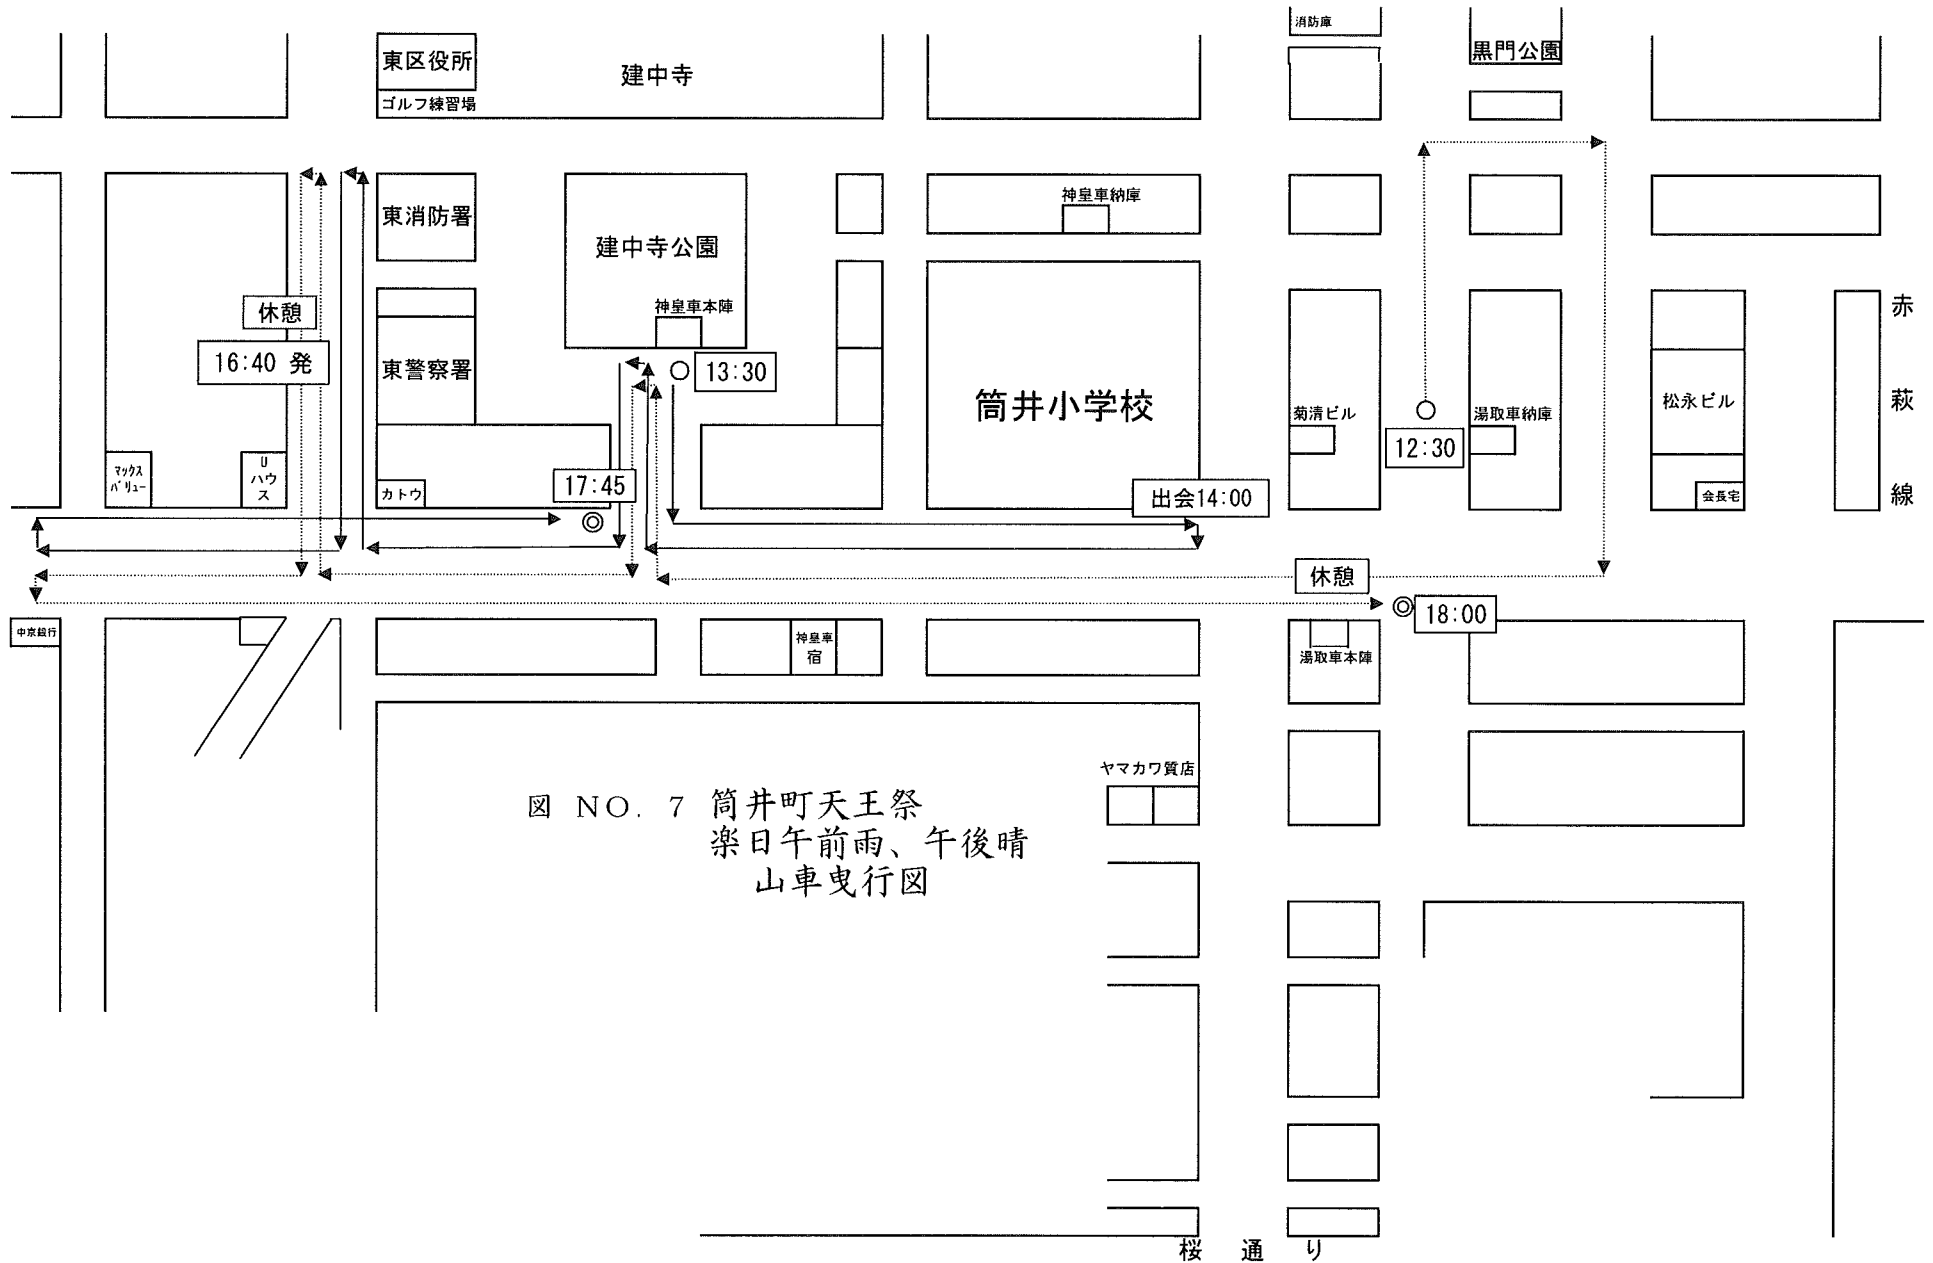 消防庫
東区役所
建中寺
黒門公園
ゴルフ練習場
東消防署
神皇車納庫
建中寺公園
休憩
神皇車本陣
赤
萩
線
16:40 発
東警察署
13:30
筒井小学校
菊清ビル
湯取車納庫
松永ビル
12:30
マックス
バリュー
U
ハウ
ス
カトウ
17:45
出会14:00
会長宅
休憩
18:00
中京銀行
神皇車
宿
湯取車本陣
ヤマカワ質店
図 NO. 7 筒井町天王祭
楽日午前雨、午後晴
山車曳行図
桜 通 り